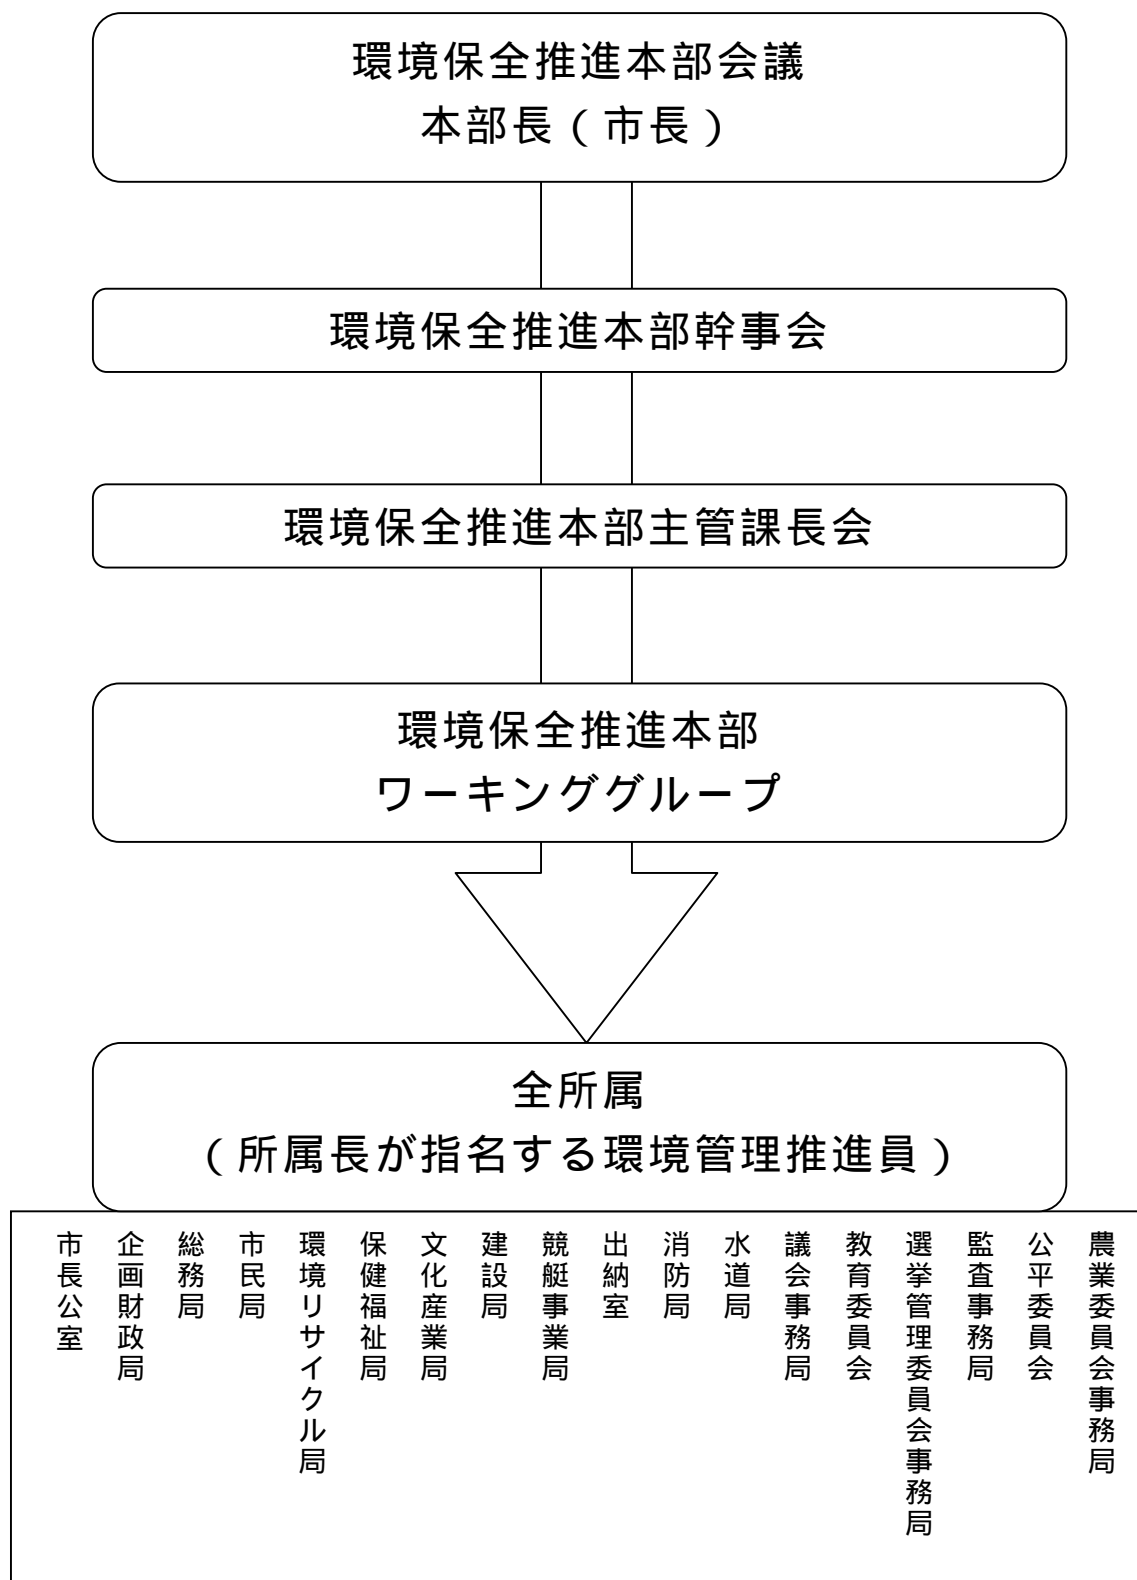 環境保全推進本部会議
本部長(市長)
環境保全推進本部幹事会
環境保全推進本部主管課長会
環境保全推進本部
ワーキンググループ
全所属
(所属長が指名する環境管理推進員)
市長公室
企画財政局
総務局
市民局
環境リサイクル局
保健福祉局
文化産業局
建設局
競艇事業局
出納室
消防局
水道局
議会事務局
教育委員会
選挙管理委員会事務局
監査事務局
公平委員会
農業委員会事務局